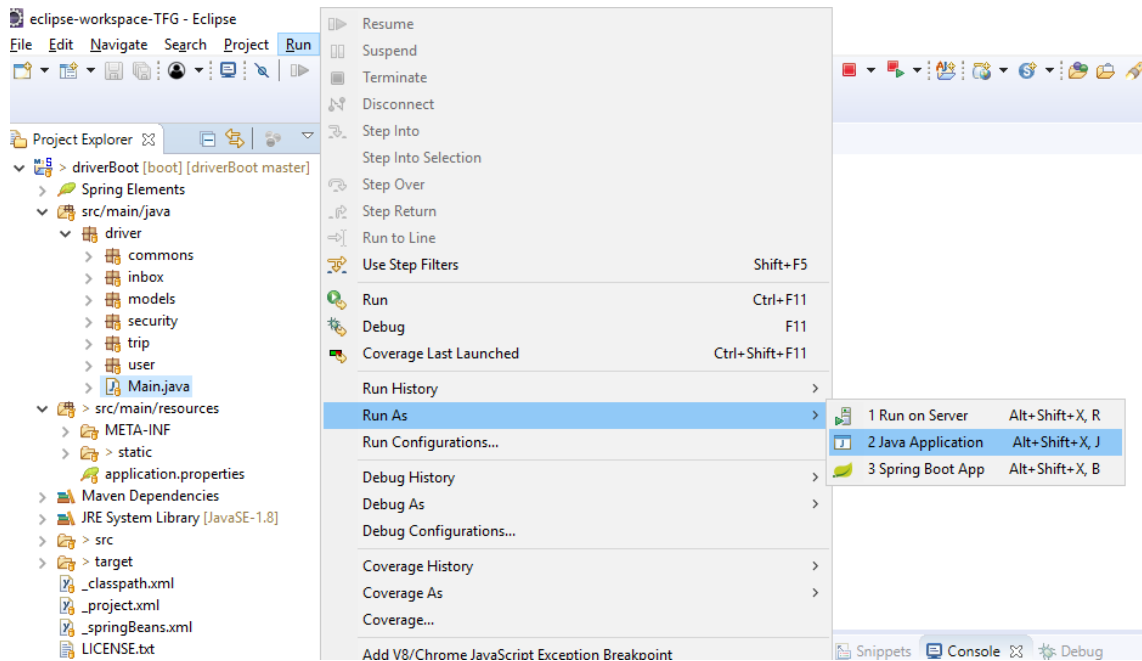 eclipse-workspace-TFG - Eclipse
File Edit Navigate Search Project Run
Project Explorer
> driverBoot [boot] [driverBoot master]
Spring Elements
src/main/java
driver
commons
inbox
models
security
trip
user
Main.java
> src/main/resources
META-INF
> static
application.properties
Maven Dependencies
JRE System Library [JavaSE-1.8]
> src
> target
_classpath.xml
_project.xml
_springBeans.xml
LICENSE.txt
Resume
Suspend
Terminate
Disconnect
Step Into
Step Into Selection
Step Over
Step Return
Run to Line
Use Step Filters Shift+F5
Run Ctrl+F11
Debug F11
Coverage Last Launched Ctrl+Shift+F11
Run History
Run As
Run Configurations...
Debug History
Debug As
Debug Configurations...
Coverage History
Coverage As
Coverage...
Add V8/Chrome JavaScript Exception Breakpoint
1 Run on Server Alt+Shift+X, R
2 Java Application Alt+Shift+X, J
3 Spring Boot App Alt+Shift+X, B
Snippets Console Debug